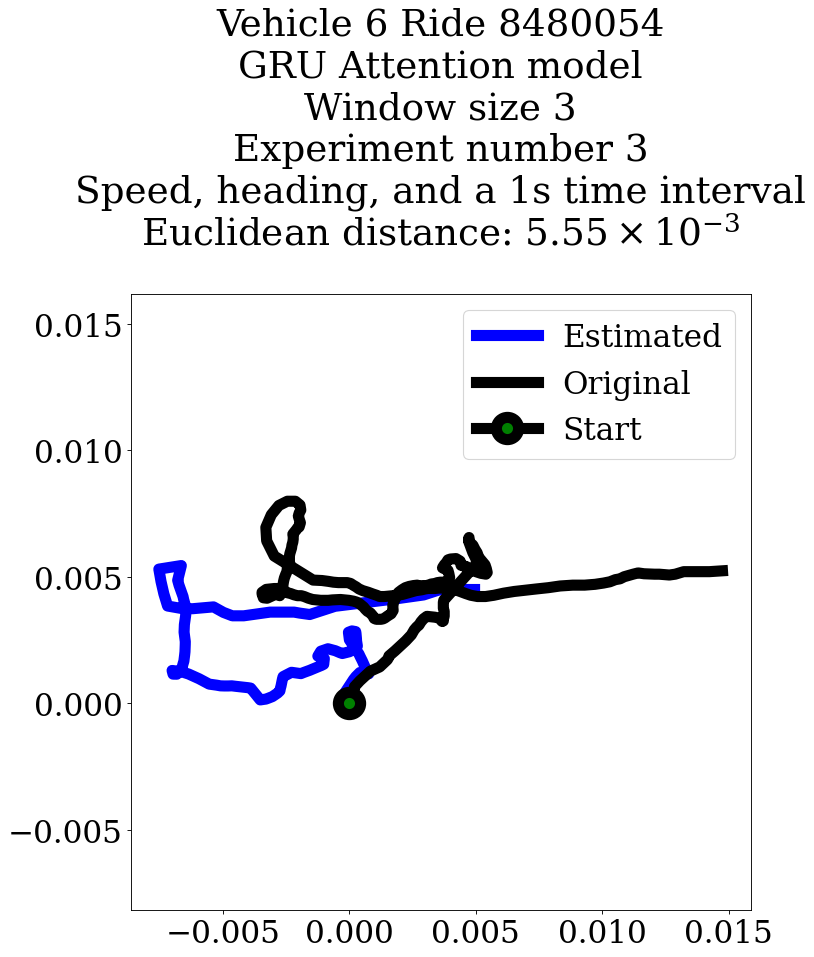 Vehicle 6 Ride 8480054
GRU Attention model
Window size 3
Experiment number 3
Speed, heading, and a 1s time interval
Euclidean distance: 5.55 × 10⁻³
Estimated
Original
Start
0.015
0.010
0.005
0.000
−0.005
−0.005 0.000 0.005 0.010 0.015